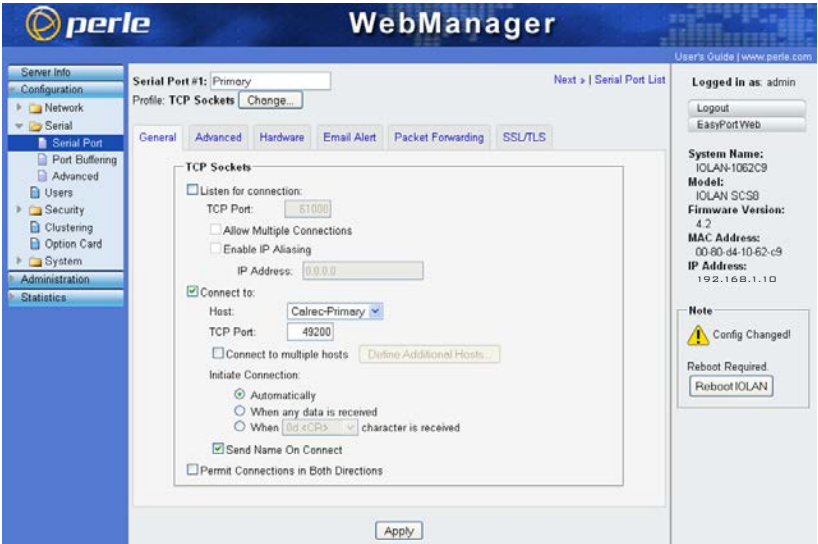 perle
WebManager
User's Guide | www.perle.com
Server Info
Configuration
Network
Serial
Serial Port
Port Buffering
Advanced
Users
Security
Clustering
Option Card
System
Administration
Statistics
Serial Port #1: Primary
Next » | Serial Port List
Profile: TCP Sockets Change...
General Advanced Hardware Email Alert Packet Forwarding SSL/TLS
TCP Sockets
Listen for connection:
TCP Port: 61000
Allow Multiple Connections
Enable IP Aliasing
IP Address: 0.0.0.0
Connect to:
Host: Calrec-Primary
TCP Port: 49200
Connect to multiple hosts Define Additional Hosts...
Initiate Connection:
Automatically
When any data is received
When 0d <CR> character is received
Send Name On Connect
Permit Connections in Both Directions
Apply
Logged in as: admin
Logout
EasyPortWeb
System Name:
IOLAN-1062C9
Model:
IOLAN SCS8
Firmware Version:
4.2
MAC Address:
00-80-d4-10-62-c9
IP Address:
192.168.1.10
Note
Config Changed!
Reboot Required.
Reboot IOLAN